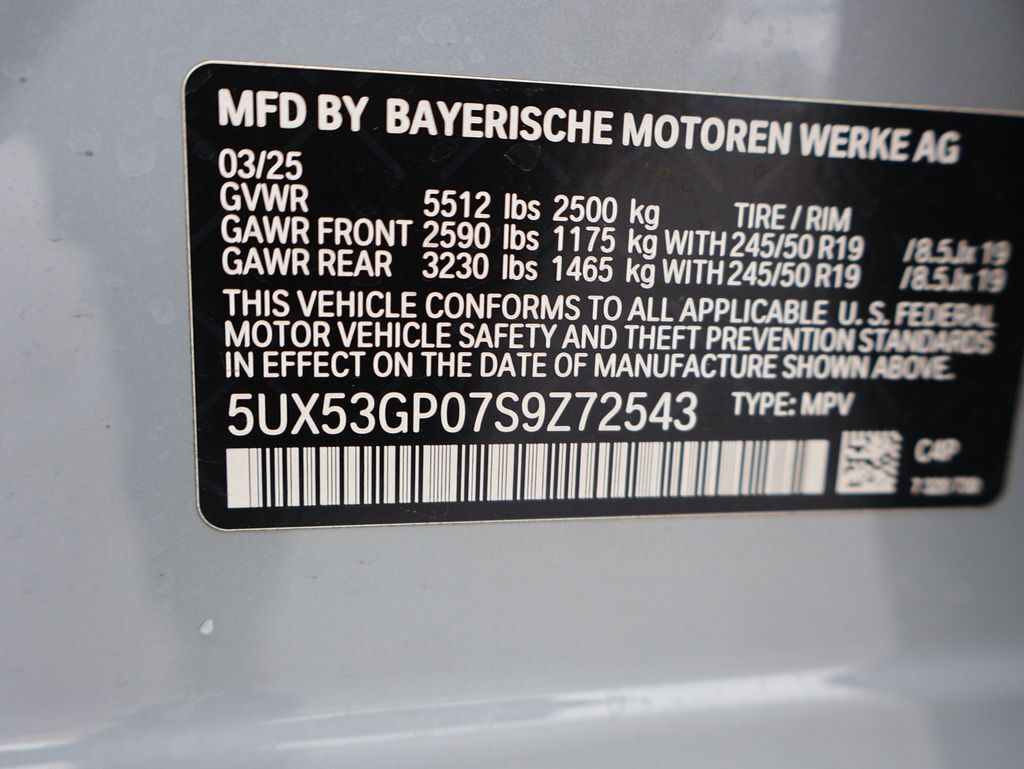 MFD BY BAYERISCHE MOTOREN WERKE AG
03/25
GVWR 5512 lbs 2500 kg TIRE / RIM
GAWR FRONT 2590 lbs 1175 kg WITH 245/50 R19 /8.5Jx19
GAWR REAR 3230 lbs 1465 kg WITH 245/50 R19 /8.5Jx19
THIS VEHICLE CONFORMS TO ALL APPLICABLE U. S. FEDERAL
MOTOR VEHICLE SAFETY AND THEFT PREVENTION STANDARDS
IN EFFECT ON THE DATE OF MANUFACTURE SHOWN ABOVE.
5UX53GP07S9Z72543 TYPE: MPV
C4P